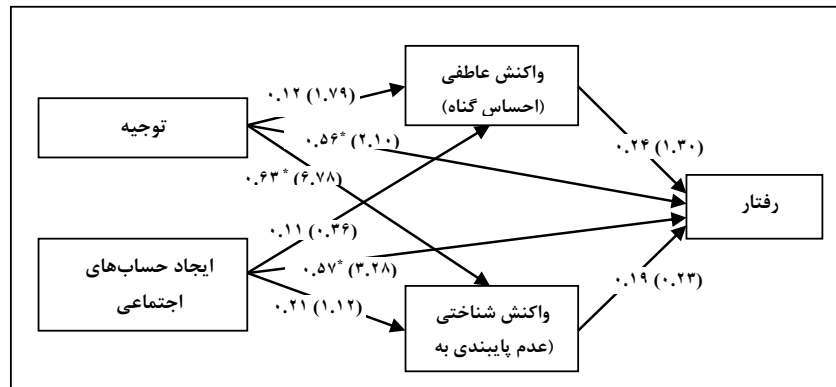 واکنش عاطفی
(احساس گناه)
۰.۱۲ (۱.۷۹)
توجیه
۰.۵۶* (۲.۱۰)
۰.۲۴ (۱.۳۰)
۰.۶۳* (۶.۷۸)
رفتار
۰.۱۱ (۰.۳۶)
ایجاد حساب‌های
اجتماعی
۰.۵۷* (۳.۲۸)
۰.۲۱ (۱.۱۲)
۰.۱۹ (۰.۲۳)
واکنش شناختی
(عدم پایبندی به